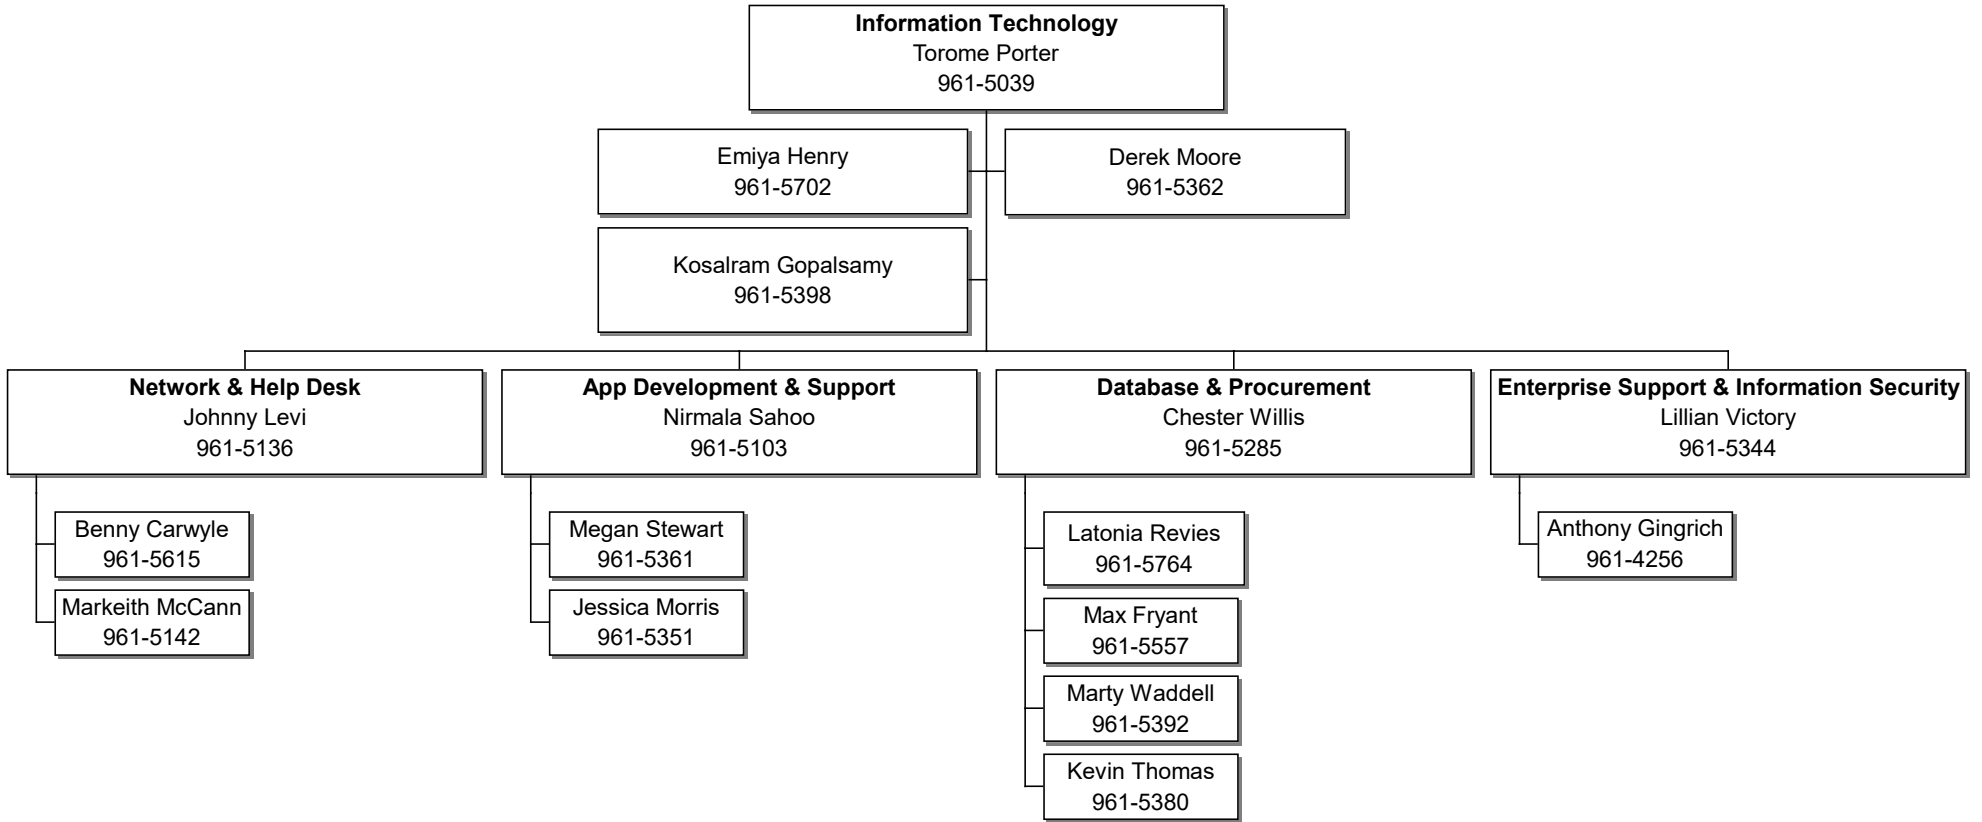 Information Technology
Torome Porter
961-5039
Emiya Henry
961-5702
Derek Moore
961-5362
Kosalram Gopalsamy
961-5398
Network & Help Desk
Johnny Levi
961-5136
App Development & Support
Nirmala Sahoo
961-5103
Database & Procurement
Chester Willis
961-5285
Enterprise Support & Information Security
Lillian Victory
961-5344
Benny Carwyle
961-5615
Markeith McCann
961-5142
Megan Stewart
961-5361
Jessica Morris
961-5351
Latonia Revies
961-5764
Max Fryant
961-5557
Marty Waddell
961-5392
Kevin Thomas
961-5380
Anthony Gingrich
961-4256